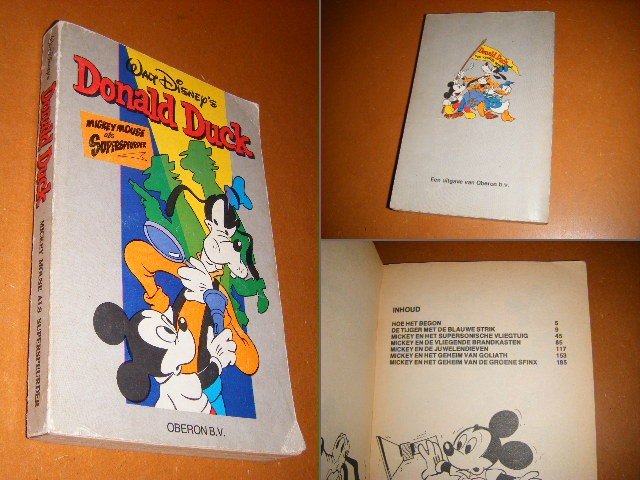 WALT DISNEY'S
Donald Duck
MICKEY MOUSE
als
SUPERSPEURDER
OBERON B.V.
Donald Duck
MICKEY MOUSE ALS SUPERSPEURDER
Donald Duck
Een uitgave van Oberon b.v.
INHOUD
HOE HET BEGON 5
DE TIJGER MET DE BLAUWE STRIK 9
MICKEY EN HET SUPERSONISCHE VLIEGTUIG 45
MICKEY EN DE VLIEGENDE BRANDKASTEN 85
MICKEY EN DE JUWELENDIEVEN 117
MICKEY EN HET GEHEIM VAN GOLIATH 153
MICKEY EN HET GEHEIM VAN DE GROENE SFINX 185